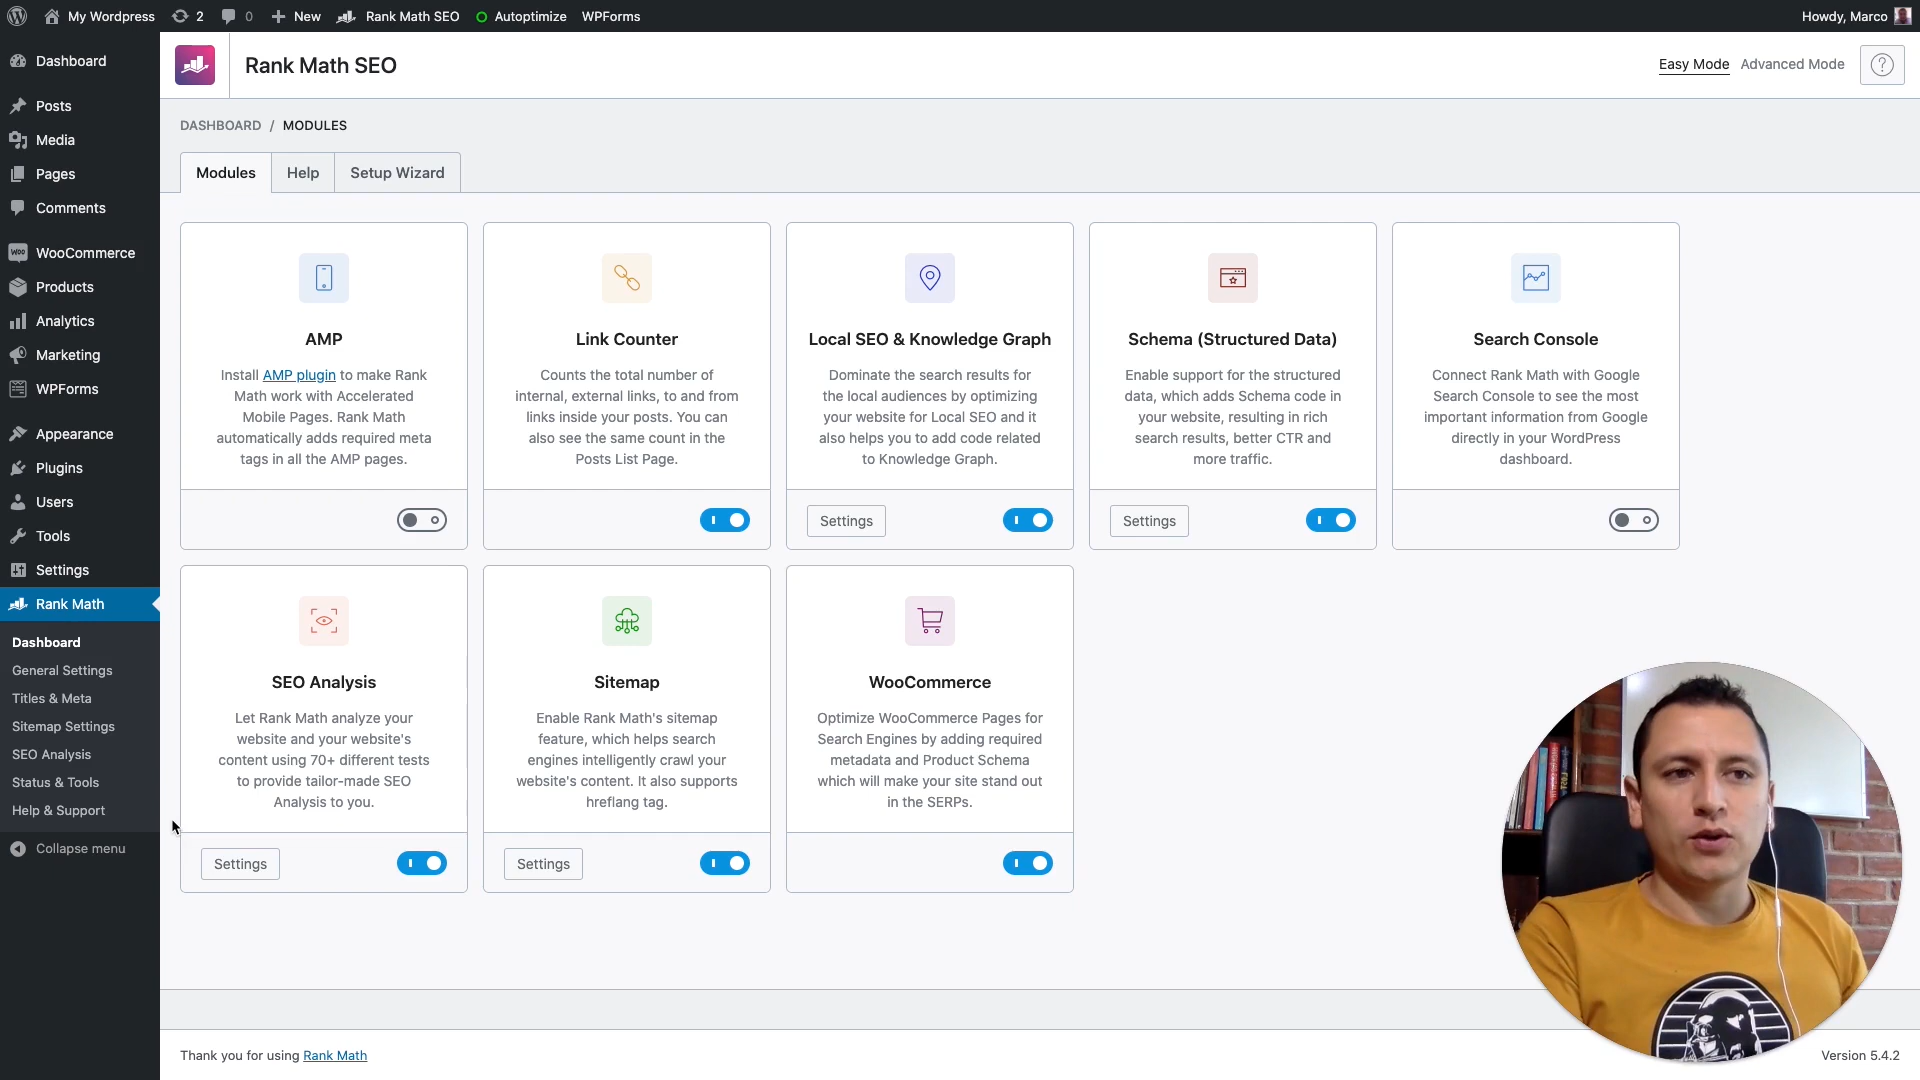 My Wordpress 2 0 New Rank Math SEO Autoptimize WPForms Howdy, Marco
Dashboard
Posts
Media
Pages
Comments
WooCommerce
Products
Analytics
Marketing
WPForms
Appearance
Plugins
Users
Tools
Settings
Rank Math
Dashboard
General Settings
Titles & Meta
Sitemap Settings
SEO Analysis
Status & Tools
Help & Support
Collapse menu
Rank Math SEO
Easy Mode Advanced Mode ?
DASHBOARD / MODULES
Modules Help Setup Wizard
AMP
Install AMP plugin to make Rank
Math work with Accelerated
Mobile Pages. Rank Math
automatically adds required meta
tags in all the AMP pages.
Link Counter
Counts the total number of
internal, external links, to and from
links inside your posts. You can
also see the same count in the
Posts List Page.
Local SEO & Knowledge Graph
Dominate the search results for
the local audiences by optimizing
your website for Local SEO and it
also helps you to add code related
to Knowledge Graph.
Settings
Schema (Structured Data)
Enable support for the structured
data, which adds Schema code in
your website, resulting in rich
search results, better CTR and
more traffic.
Settings
Search Console
Connect Rank Math with Google
Search Console to see the most
important information from Google
directly in your WordPress
dashboard.
SEO Analysis
Let Rank Math analyze your
website and your website's
content using 70+ different tests
to provide tailor-made SEO
Analysis to you.
Settings
Sitemap
Enable Rank Math's sitemap
feature, which helps search
engines intelligently crawl your
website's content. It also supports
hreflang tag.
Settings
WooCommerce
Optimize WooCommerce Pages for
Search Engines by adding required
metadata and Product Schema
which will make your site stand out
in the SERPs.
Thank you for using Rank Math
Version 5.4.2